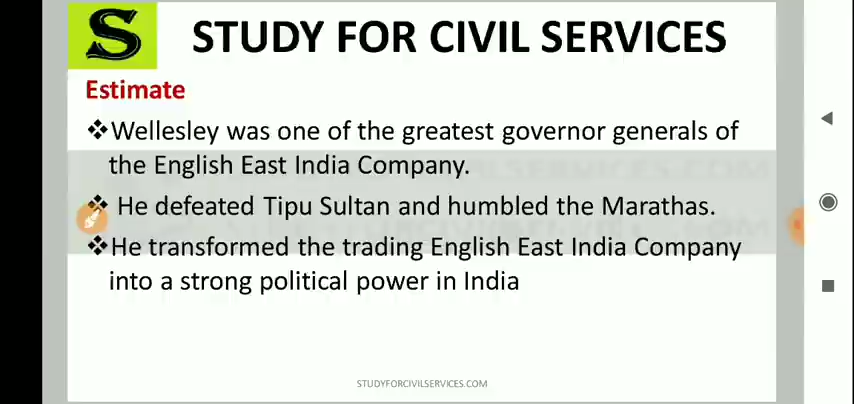 S STUDY FOR CIVIL SERVICES
Estimate
❖Wellesley was one of the greatest governor generals of
the English East India Company.
❖ He defeated Tipu Sultan and humbled the Marathas.
❖He transformed the trading English East India Company
into a strong political power in India
STUDYFORCIVILSERVICES.COM